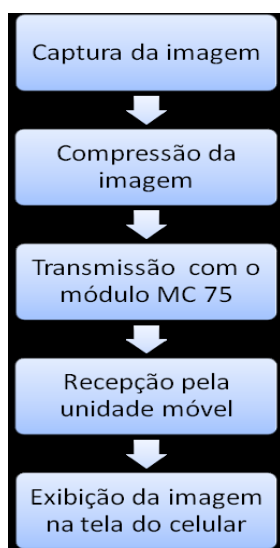 Captura da imagem
Compressão da
imagem
Transmissão com o
módulo MC 75
Recepção pela
unidade móvel
Exibição da imagem
na tela do celular